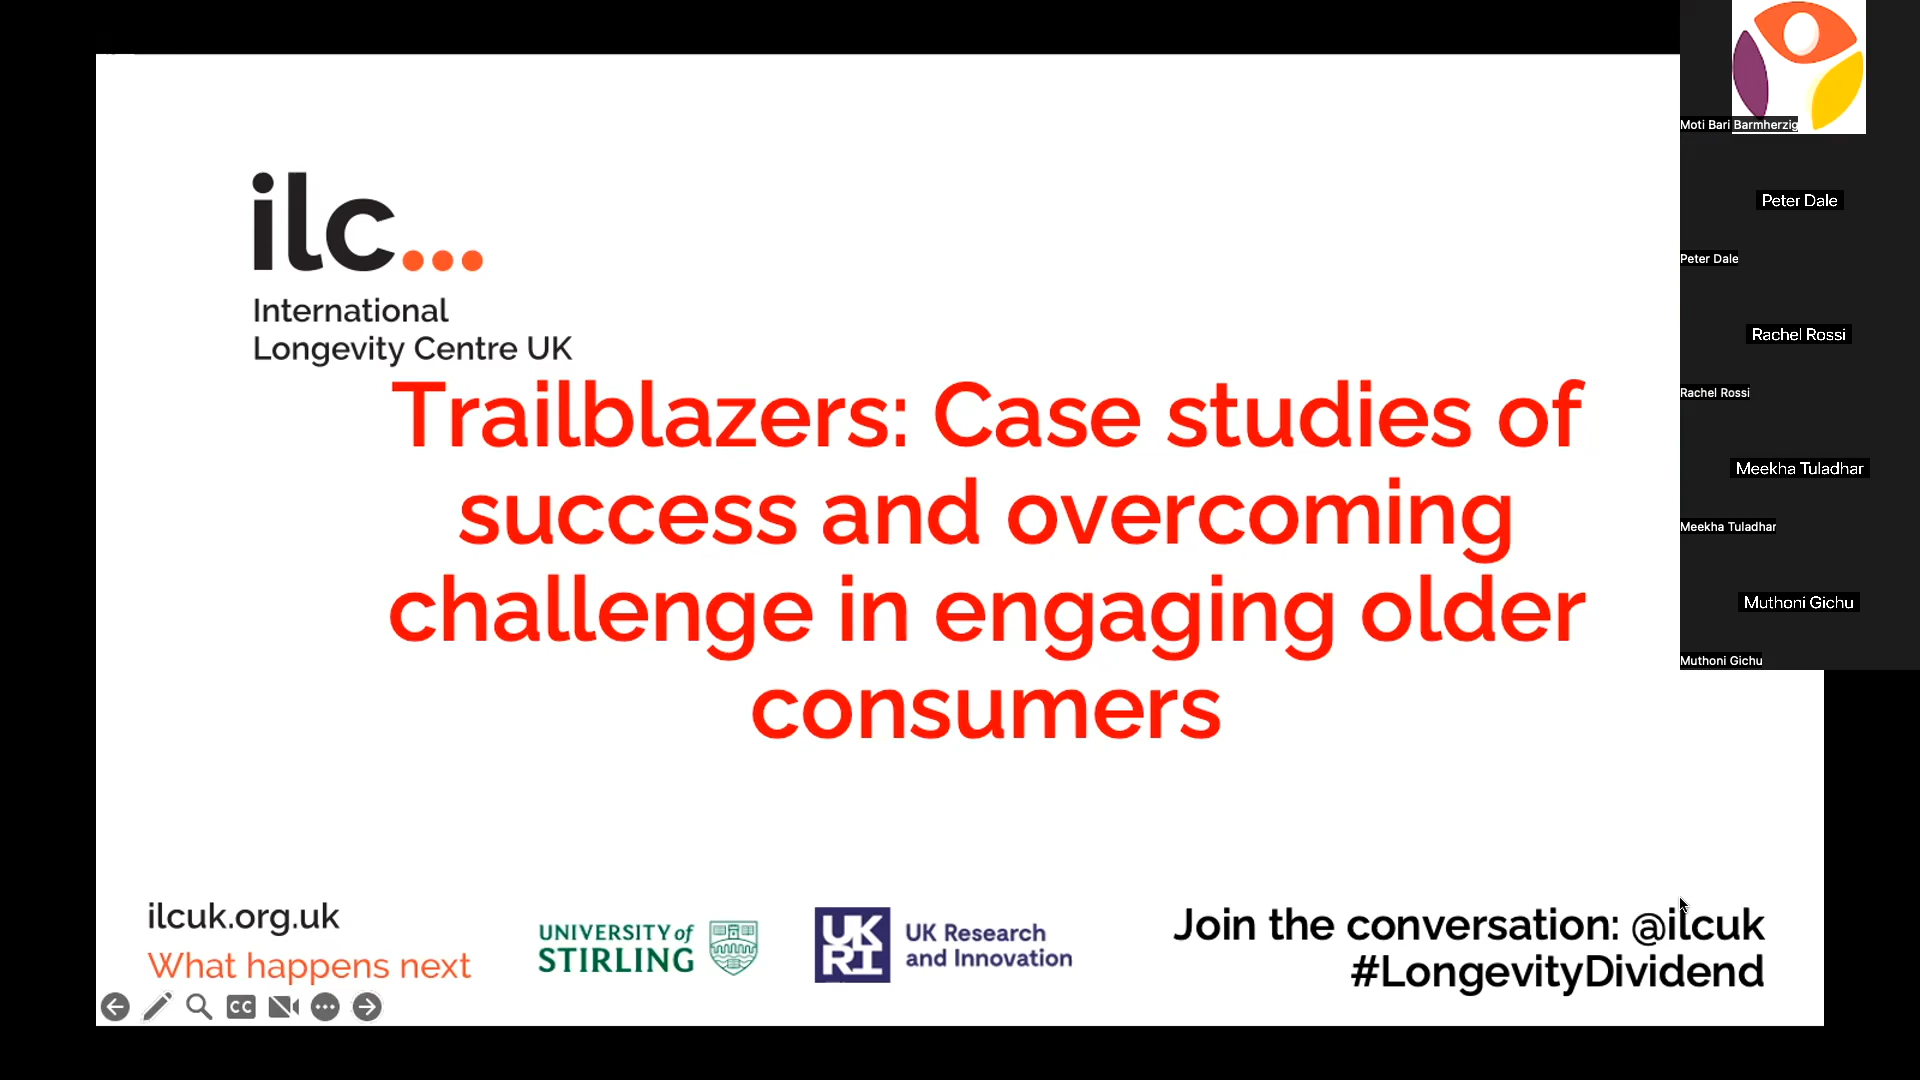 ilc...
International
Longevity Centre UK
Trailblazers: Case studies of
success and overcoming
challenge in engaging older
consumers
ilcuk.org.uk
What happens next
UNIVERSITY of
STIRLING
UK
RI
UK Research
and Innovation
Join the conversation: @ilcuk
#LongevityDividend
CC
Moti Bari Barmherzig
Peter Dale
Peter Dale
Rachel Rossi
Rachel Rossi
Meekha Tuladhar
Meekha Tuladhar
Muthoni Gichu
Muthoni Gichu